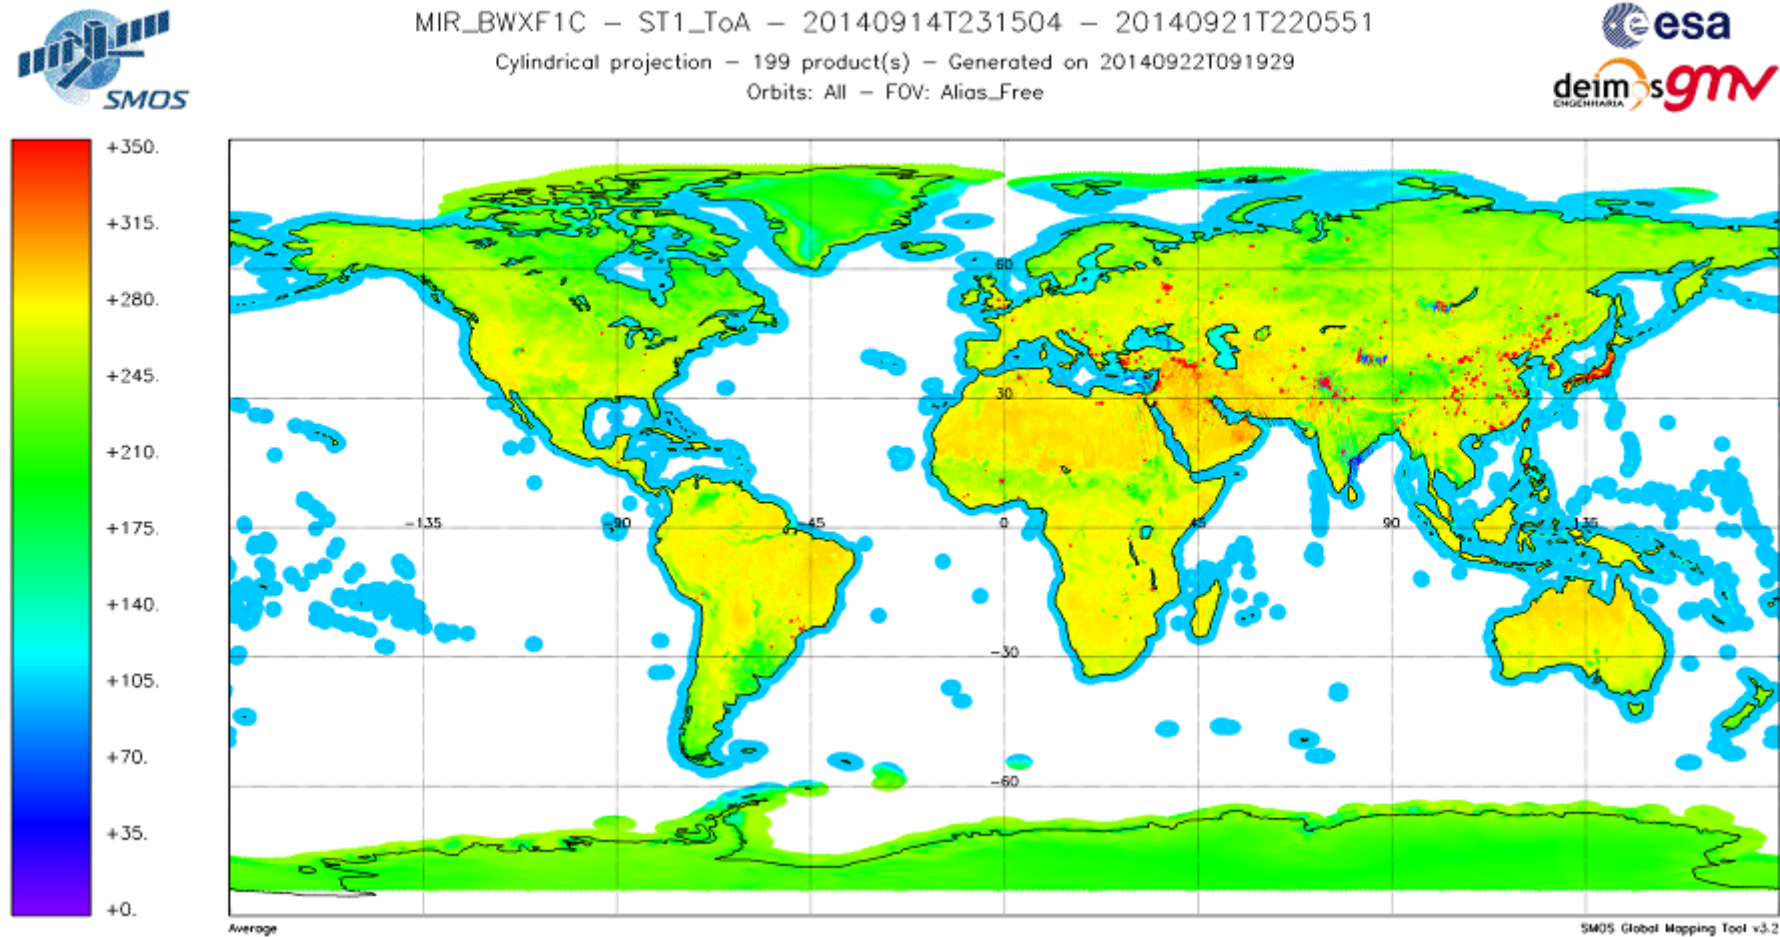 MIR_BWXF1C – ST1_ToA – 20140914T231504 – 20140921T220551
Cylindrical projection – 199 product(s) – Generated on 20140922T091929
Orbits: All – FOV: Alias_Free
SMOS
esa
deimos
ENGENHARIA
gmv
+350.
+315.
+280.
+245.
+210.
+175.
+140.
+105.
+70.
+35.
+0.
60
30
-135
-90
-45
0
45
90
135
-30
-60
Average
SMOS Global Mapping Tool v3.2